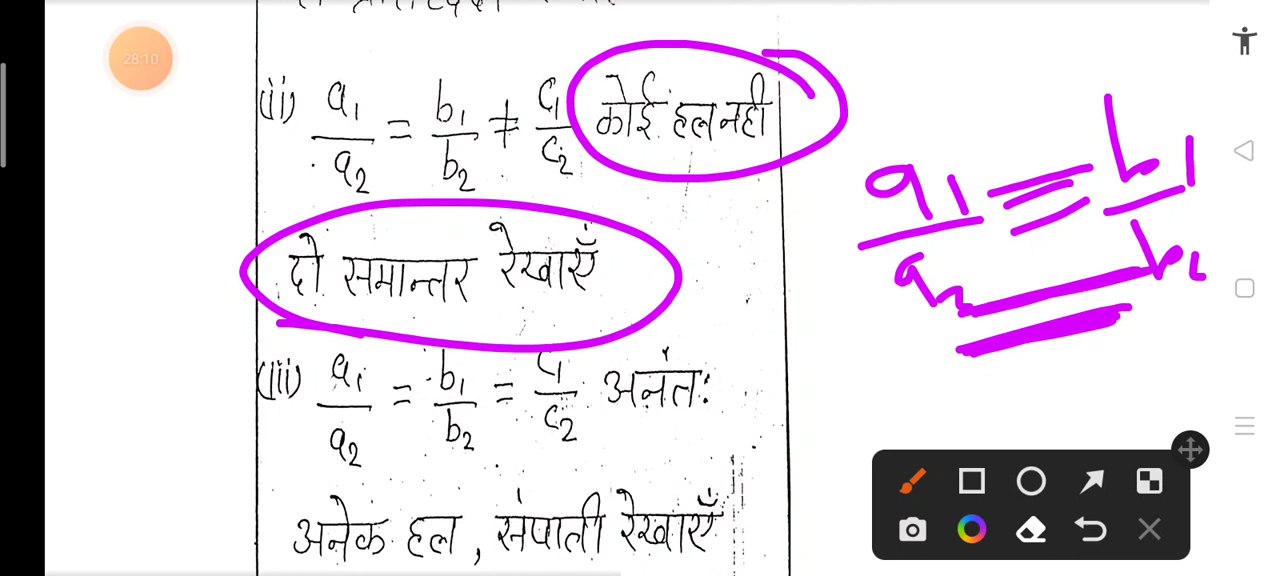 28:10
(ii) a₁/a₂ = b₁/b₂ ≠ c₁/c₂ कोई हल नही
दो समान्तर रेखाएँ
(iii) a₁/a₂ = b₁/b₂ = c₁/c₂ अनंतः
अनेक हल, संपाती रेखाएँ
a₁ = b₁
b₂